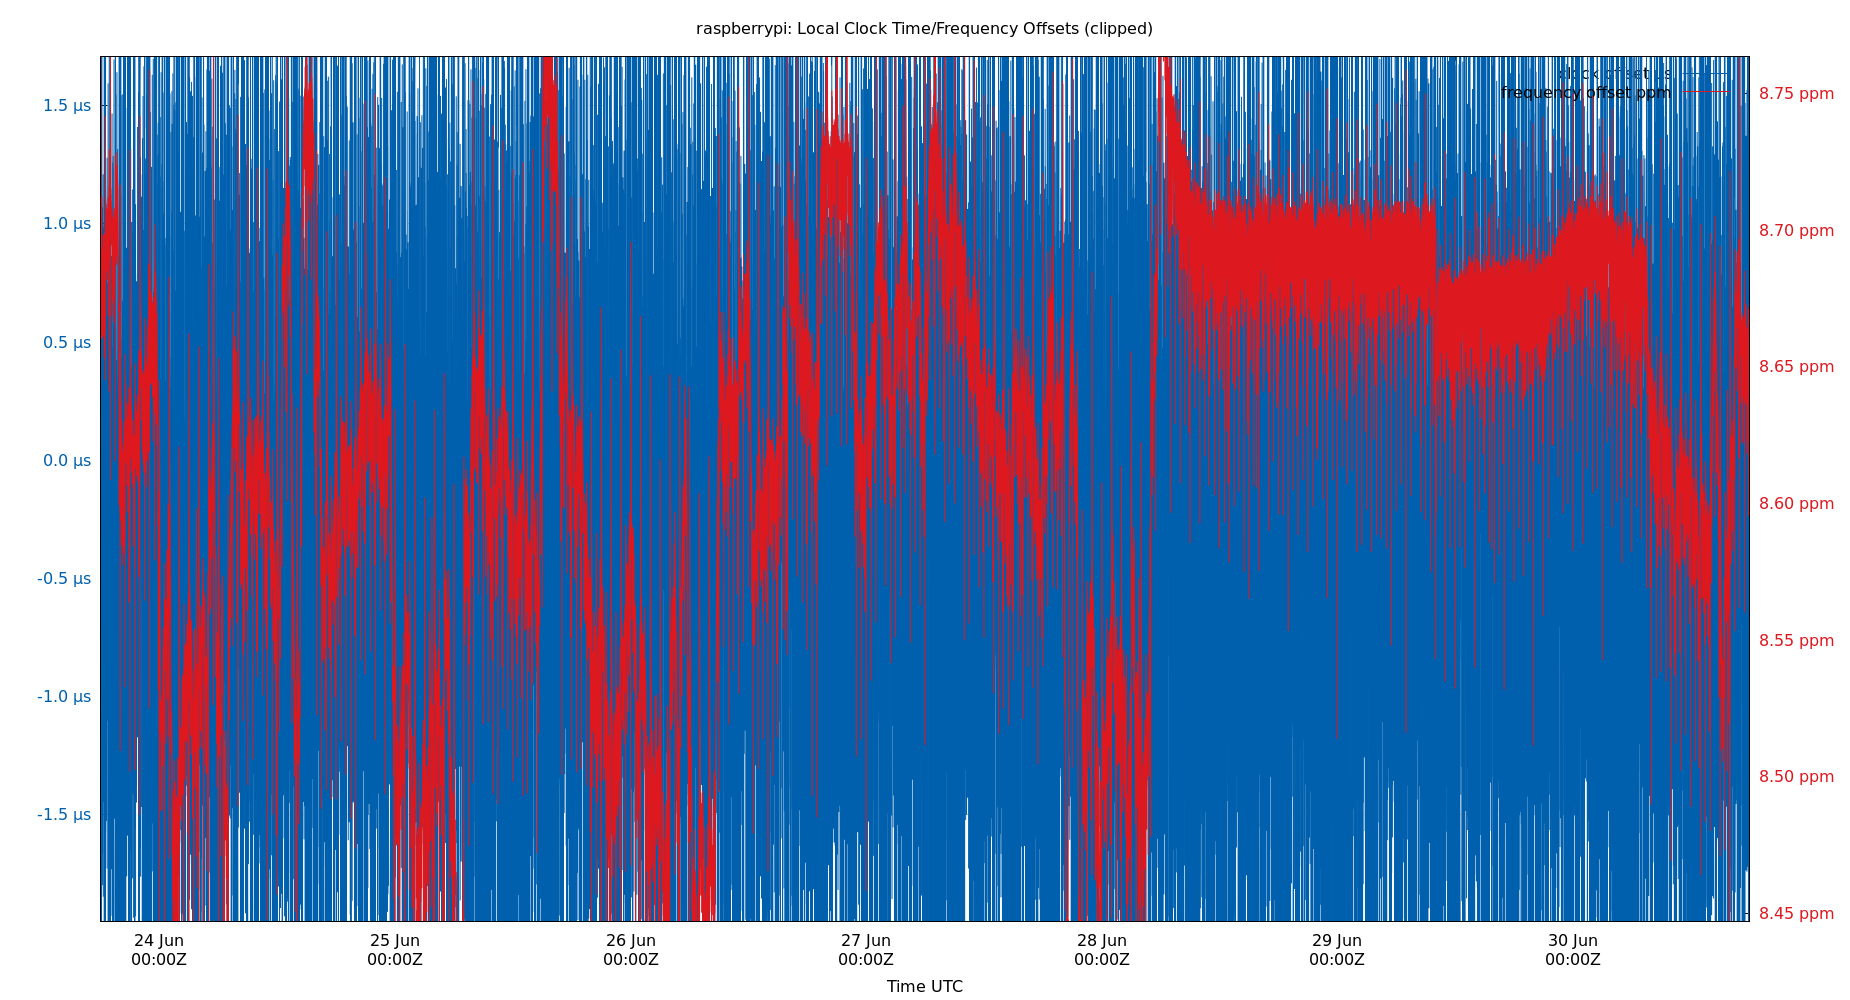 raspberrypi: Local Clock Time/Frequency Offsets (clipped)
clock offset µs
frequency offset ppm
1.5 µs
1.0 µs
0.5 µs
0.0 µs
-0.5 µs
-1.0 µs
-1.5 µs
8.75 ppm
8.70 ppm
8.65 ppm
8.60 ppm
8.55 ppm
8.50 ppm
8.45 ppm
24 Jun 25 Jun 26 Jun 27 Jun 28 Jun 29 Jun 30 Jun
00:00Z 00:00Z 00:00Z 00:00Z 00:00Z 00:00Z 00:00Z
Time UTC